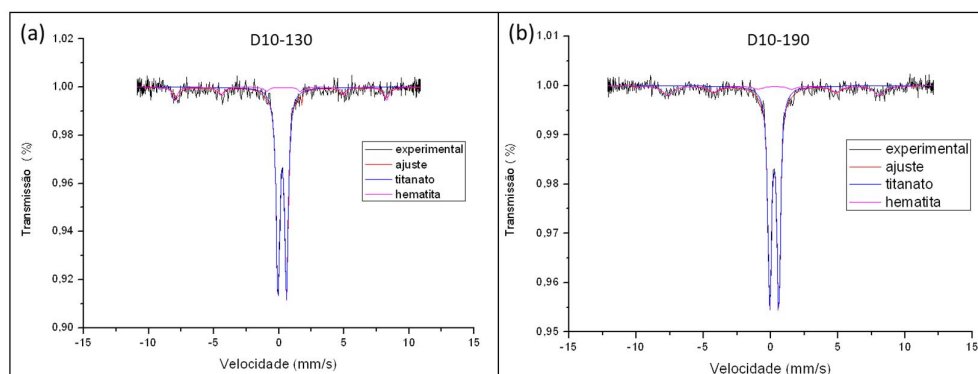 (a)
D10-130
1.02
1.00
0.98
0.96
0.94
0.92
0.90
Transmissão (%)
experimental
ajuste
titanato
hematita
-15
-10
-5
0
5
10
15
Velocidade (mm/s)
(b)
D10-190
1.01
1.00
0,99
0,98
0,97
0,96
0,95
Transmissão (%)
experimental
ajuste
titanato
hematita
-15
-10
-5
0
5
10
15
Velocidade (mm/s)